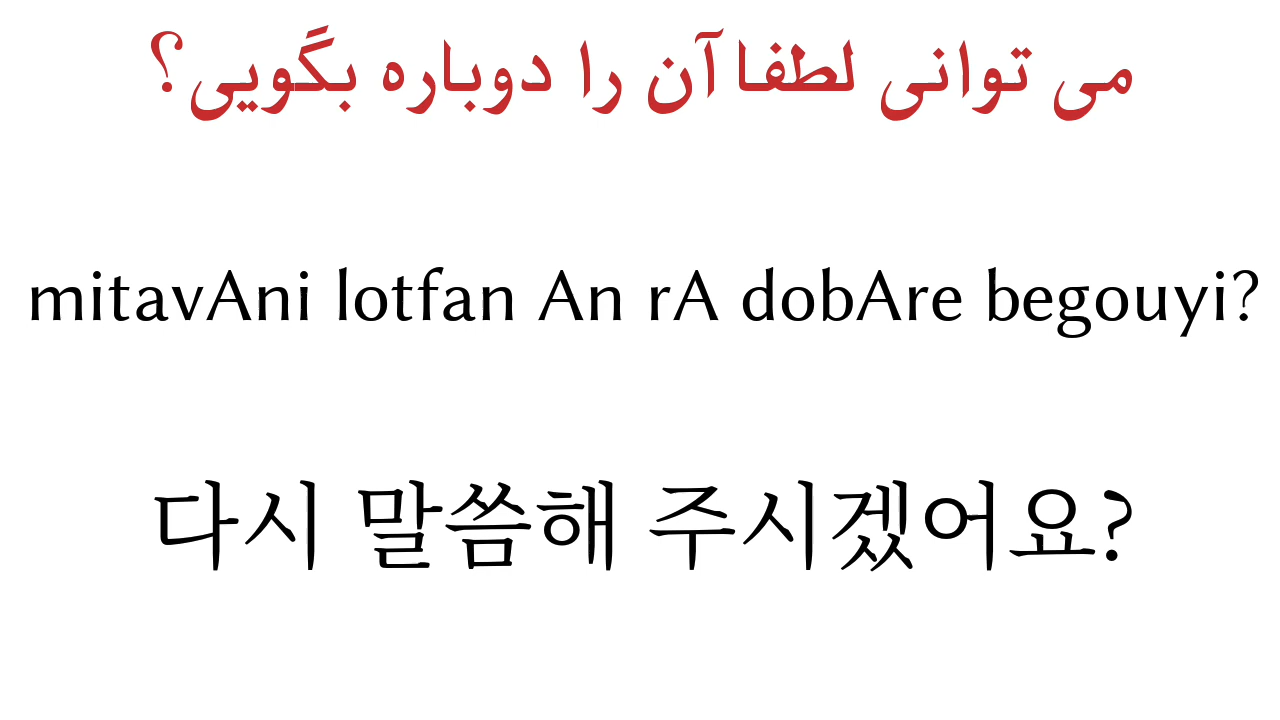 می توانی لطفا آن را دوباره بگویی؟
mitavAni lotfan An rA dobAre begouyi?
다시 말씀해 주시겠어요?